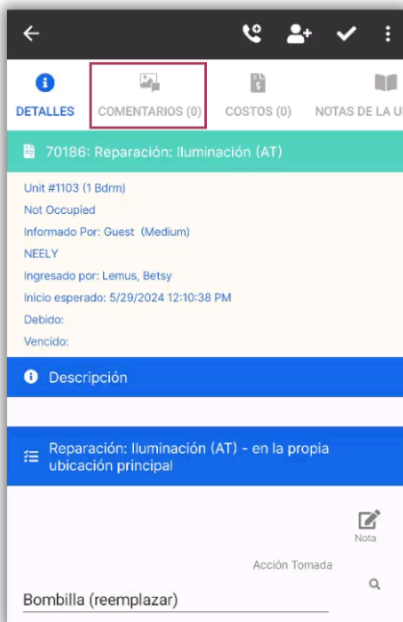 DETALLES
COMENTARIOS (0)
COSTOS (0)
NOTAS DE LA
70186: Reparación: Iluminación (AT)
Unit #1103 (1 Bdrm)
Not Occupied
Informado Por: Guest (Medium)
NEELY
Ingresado por: Lemus, Betsy
Inicio esperado: 5/29/2024 12:10:38 PM
Debido:
Vencido:
Descripción
Reparación: Iluminación (AT) - en la propia
ubicación principal
Nota
Acción Tomada
Bombilla (reemplazar)